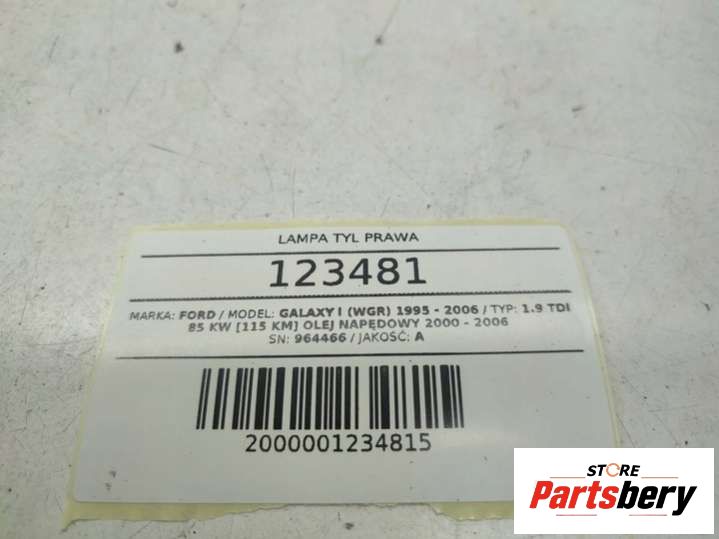 LAMPA TYL PRAWA
123481
MARKA: FORD / MODEL: GALAXY I (WGR) 1995 - 2006 / TYP: 1.9 TDI
85 KW [115 KM] OLEJ NAPĘDOWY 2000 - 2006
SN: 964466 / JAKOŚĆ: A
2000001234815
STORE
Partsbery